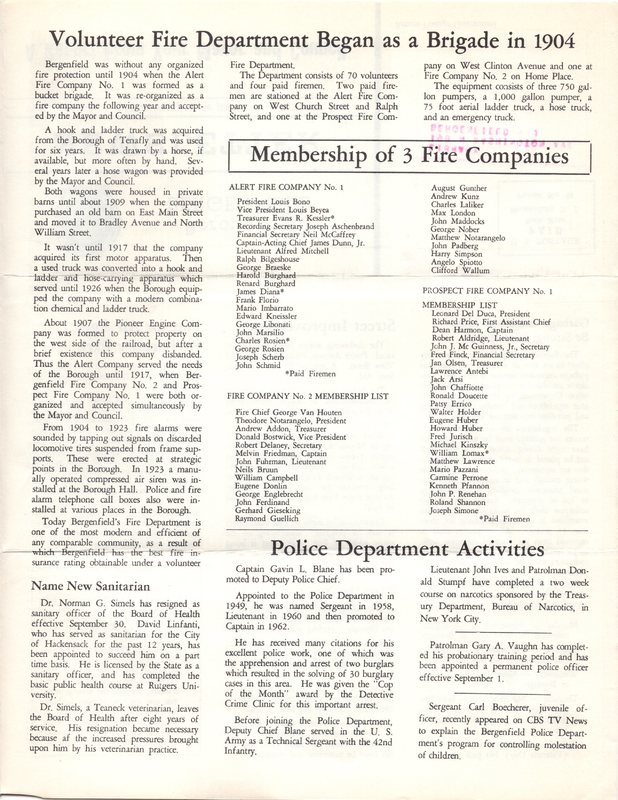 Volunteer Fire Department Began as a Brigade in 1904
Bergenfield was without any organized
fire protection until 1904 when the Alert
Fire Company No. 1 was formed as a
bucket brigade. It was re-organized as a
fire company the following year and accept-
ed by the Mayor and Council.
A hook and ladder truck was acquired
from the Borough of Tenafly and was used
for six years. It was drawn by a horse, if
available, but more often by hand. Sev-
eral years later a hose wagon was provided
by the Mayor and Council.
Both wagons were housed in private
barns until about 1909 when the company
purchased an old barn on East Main Street
and moved it to Bradley Avenue and North
William Street.
It wasn't until 1917 that the company
acquired its first motor apparatus. Then
a used truck was converted into a hook and
ladder and hose-carrying apparatus which
served until 1926 when the Borough equip-
ped the company with a modern combina-
tion chemical and ladder truck.
About 1907 the Pioneer Engine Com-
pany was formed to protect property on
the west side of the railroad, but after a
brief existence this company disbanded.
Thus the Alert Company served the needs
of the Borough until 1917, when Ber-
genfield Fire Company No. 2 and Pros-
pect Fire Company No. 1 were both or-
ganized and accepted simultaneously by
the Mayor and Council.
From 1904 to 1923 fire alarms were
sounded by tapping out signals on discarded
locomotive tires suspended from frame sup-
ports. These were erected at strategic
points in the Borough. In 1923 a manu-
ally operated compressed air siren was in-
stalled at the Borough Hall. Police and fire
alarm telephone call boxes also were in-
stalled at various places in the Borough.
Today Bergenfield's Fire Department is
one of the most modern and efficient of
any comparable community, as a result of
which Bergenfield has the best fire in-
surance rating obtainable under a volunteer
Fire Department.
The Department consists of 70 volunteers
and four paid firemen. Two paid fire-
men are stationed at the Alert Fire Com-
pany on West Church Street and Ralph
Street, and one at the Prospect Fire Com-
pany on West Clinton Avenue and one at
Fire Company No. 2 on Home Place.
The equipment consists of three 750 gal-
lon pumpers, a 1,000 gallon pumper, a
75 foot aerial ladder truck, a hose truck,
and an emergency truck.
Membership of 3 Fire Companies
ALERT FIRE COMPANY No. 1
President Louis Bono
Vice President Louis Beyea
Treasurer Evans R. Kessler*
Recording Secretary Joseph Aschenbrand
Financial Secretary Neil McCaffrey
Captain-Acting Chief James Dunn, Jr.
Lieutenant Alfred Mitchell
Ralph Bilgeshouse
George Braeske
Harold Burghard
Renard Burghard
James Diana*
Frank Florio
Mario Imbarrato
Edward Kneissler
George Libonati
John Marsilio
Charles Rosien*
George Rosien
Joseph Scherb
John Schmid
*Paid Firemen
FIRE COMPANY No. 2 MEMBERSHIP LIST
Fire Chief George Van Houten
Theodore Notarangelo, President
Andrew Addon, Treasurer
Donald Bostwick, Vice President
Robert Delaney, Secretary
Melvin Friedman, Captain
John Fuhrman, Lieutenant
Neils Bruun
William Campbell
Eugene Donlin
George Englebrecht
John Ferdinand
Gerhard Gieseking
Raymond Guellich
August Gunther
Andrew Kunz
Charles Laliker
Max London
John Maddocks
George Nober
Matthew Notarangelo
John Padberg
Harry Simpson
Angelo Spiotto
Clifford Wallum
PROSPECT FIRE COMPANY No. 1
MEMBERSHIP LIST
Leonard Del Duca, President
Richard Price, First Assistant Chief
Dean Harmon, Captain
Robert Aldridge, Lieutenant
John J. Mc Guinness, Jr., Secretary
Fred Finck, Financial Secretary
Jan Olsen, Treasurer
Lawrence Antebi
Jack Arsi
John Chaffiotte
Ronald Doucette
Patsy Errico
Walter Holder
Eugene Huber
Howard Huber
Fred Jurisch
Michael Kinszky
William Lomax*
Matthew Lawrence
Mario Pazzani
Carmine Perrone
Kenneth Pfannon
John P. Renehan
Roland Shannon
Joseph Simone
*Paid Firemen
Police Department Activities
Captain Gavin L. Blane has been pro-
moted to Deputy Police Chief.
Appointed to the Police Department in
1949, he was named Sergeant in 1958,
Lieutenant in 1960 and then promoted to
Captain in 1962.
He has received many citations for his
excellent police work, one of which was
the apprehension and arrest of two burglars
which resulted in the solving of 30 burglary
cases in this area. He was given the "Cop
of the Month" award by the Detective
Crime Clinic for this important arrest.
Before joining the Police Department,
Deputy Chief Blane served in the U. S.
Army as a Technical Sergeant with the 42nd
Infantry.
Lieutenant John Ives and Patrolman Don-
ald Stumpf have completed a two week
course on narcotics sponsored by the Treas-
ury Department, Bureau of Narcotics, in
New York City.
Patrolman Gary A. Vaughn has complet-
ed his probationary training period and has
been appointed a permanent police officer
effective September 1.
Sergeant Carl Boecherer, juvenile of-
ficer, recently appeared on CBS TV News
to explain the Bergenfield Police Depart-
ment's program for controlling molestation
of children.
Name New Sanitarian
Dr. Norman G. Simels has resigned as
sanitary officer of the Board of Health
effective September 30. David Linfanti,
who has served as sanitarian for the City
of Hackensack for the past 12 years, has
been appointed to succeed him on a part
time basis. He is licensed by the State as a
sanitary officer, and has completed the
basic public health course at Rutgers Uni-
versity.
Dr. Simels, a Teaneck veterinarian, leaves
the Board of Health after eight years of
service. His resignation became necessary
because of the increased pressures brought
upon him by his veterinarian practice.